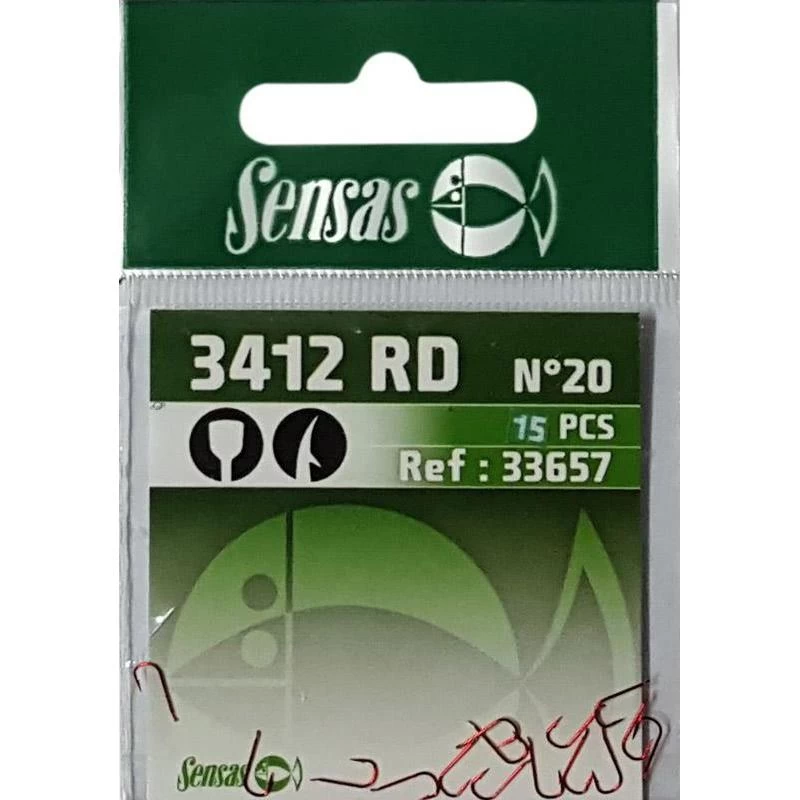 Sensas
3412 RD N°20
15 PCS
Ref : 33657
Sensas